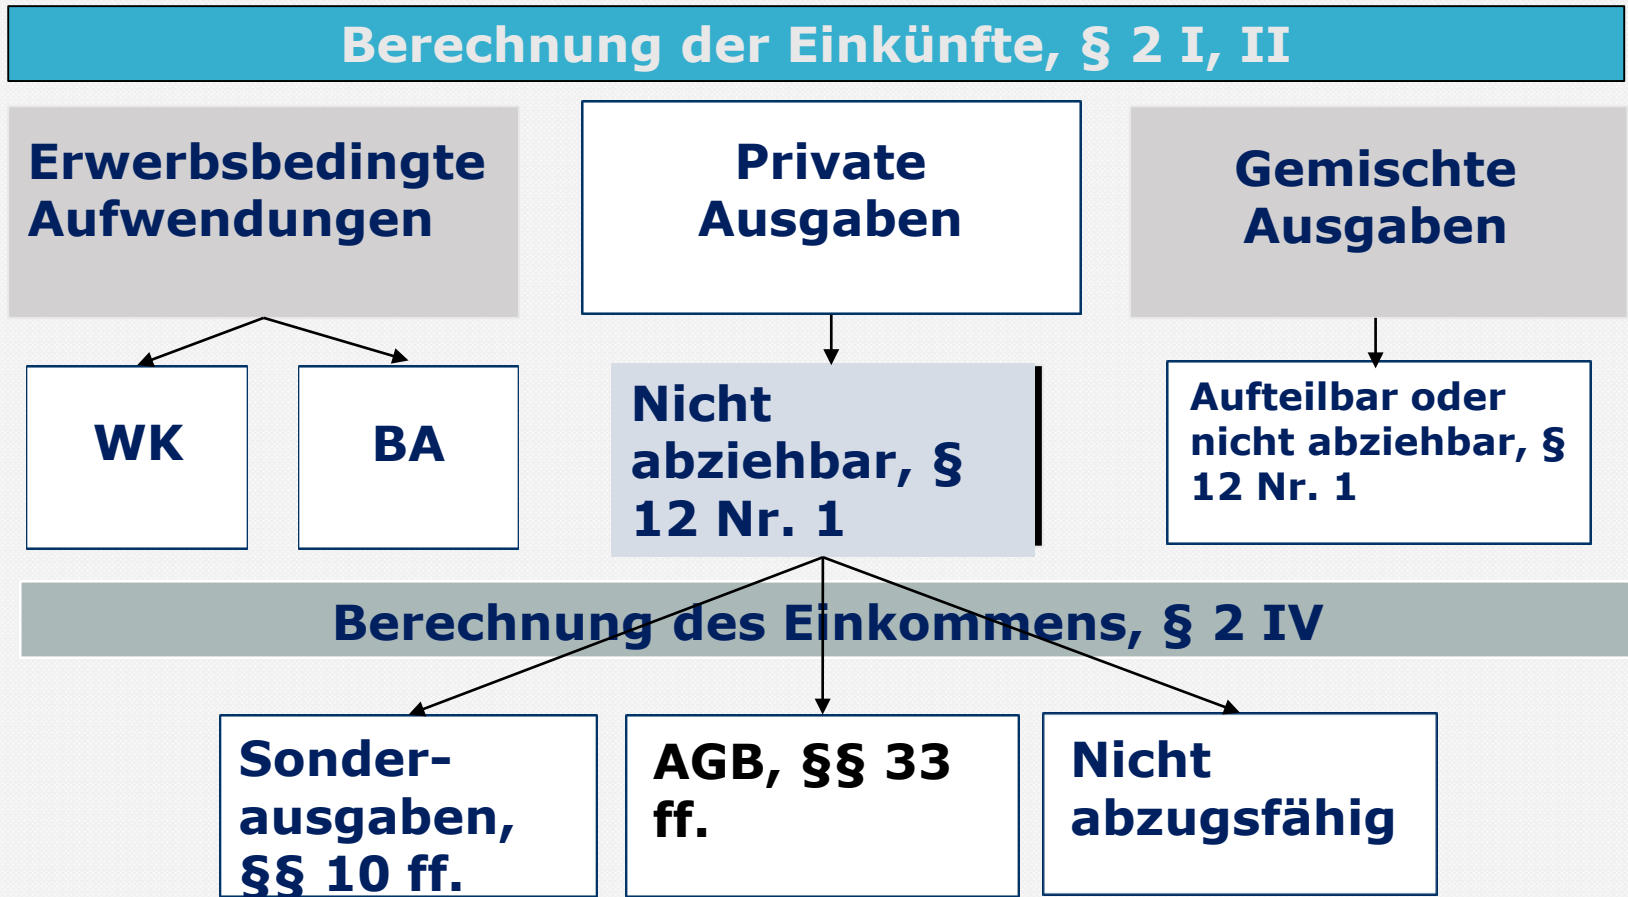 Berechnung der Einkünfte, § 2 I, II
Erwerbsbedingte
Aufwendungen
Private
Ausgaben
Gemischte
Ausgaben
WK
BA
Nicht
abziehbar, §
12 Nr. 1
Aufteilbar oder
nicht abziehbar, §
12 Nr. 1
Berechnung des Einkommens, § 2 IV
Sonder-
ausgaben,
§§ 10 ff.
AGB, §§ 33
ff.
Nicht
abzugsfähig